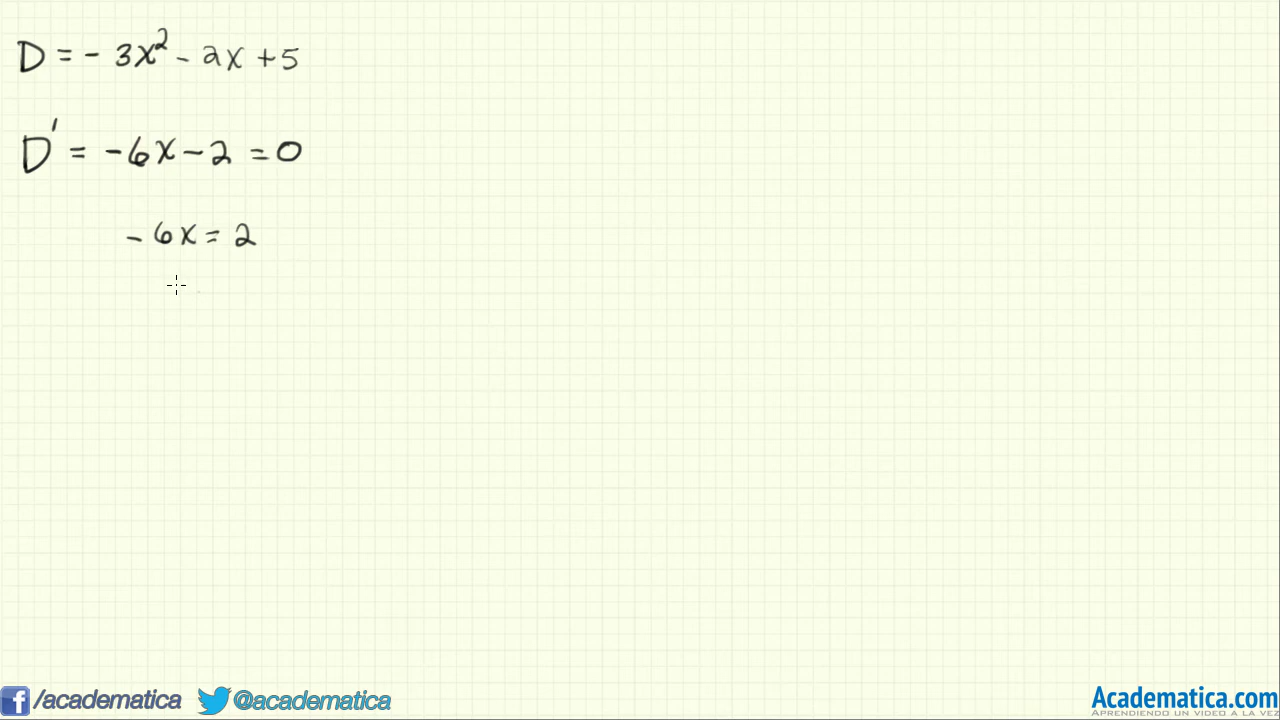 D = - 3x² - 2x + 5
D' = - 6x - 2 = 0
- 6x = 2
/academatica @academatica
Academatica.com
APRENDIENDO UN VIDEO A LA VEZ